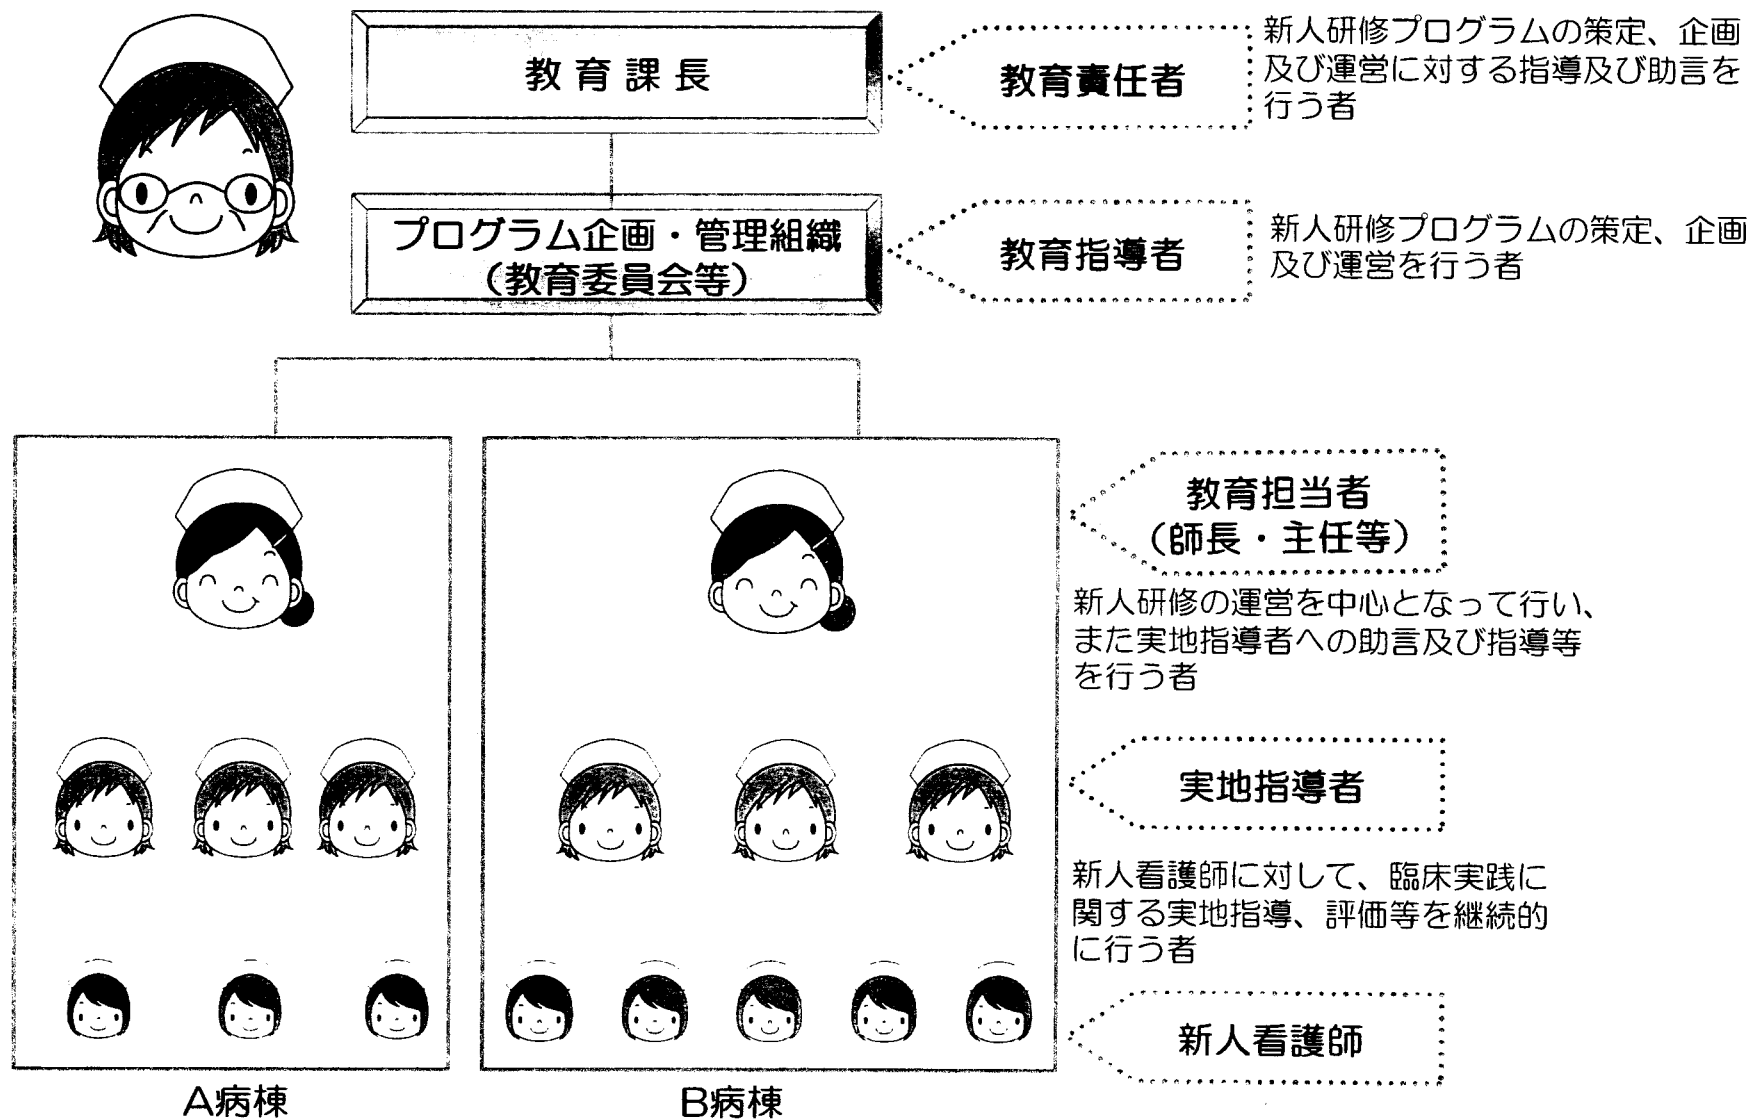 教育課長
教育責任者
新人研修プログラムの策定、企画
及び運営に対する指導及び助言を
行う者
プログラム企画・管理組織
（教育委員会等）
教育指導者
新人研修プログラムの策定、企画
及び運営を行う者
教育担当者
（師長・主任等）
新人研修の運営を中心となって行い、
また実地指導者への助言及び指導等
を行う者
実地指導者
新人看護師に対して、臨床実践に
関する実地指導、評価等を継続的
に行う者
新人看護師
A病棟
B病棟